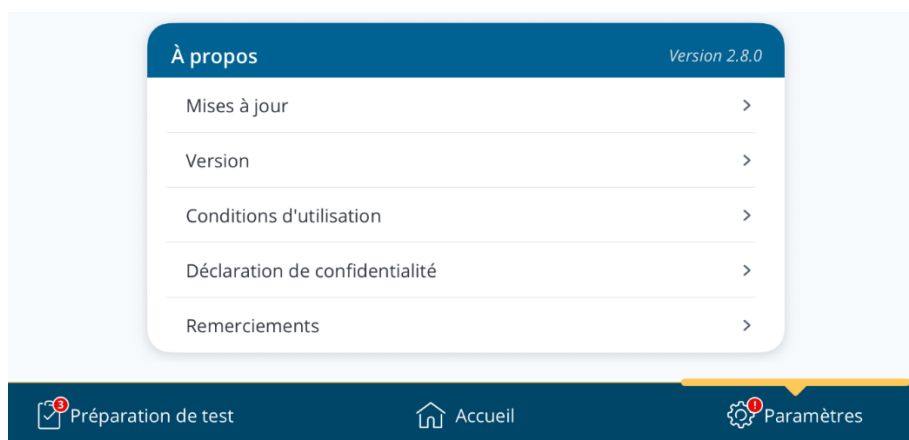 À propos Version 2.8.0
Mises à jour
Version
Conditions d'utilisation
Déclaration de confidentialité
Remerciements
3 Préparation de test Accueil ! Paramètres